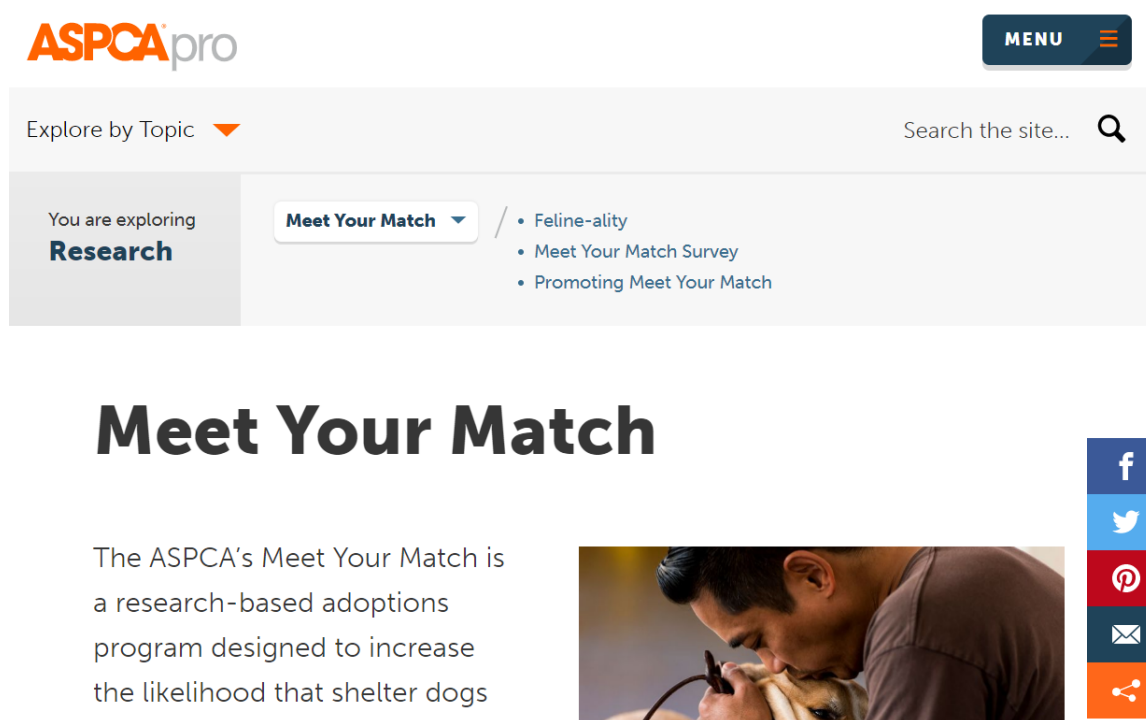 ASPCA® pro
MENU
Explore by Topic
Search the site...
You are exploring
Research
Meet Your Match
• Feline-ality
• Meet Your Match Survey
• Promoting Meet Your Match
Meet Your Match
The ASPCA's Meet Your Match is
a research-based adoptions
program designed to increase
the likelihood that shelter dogs